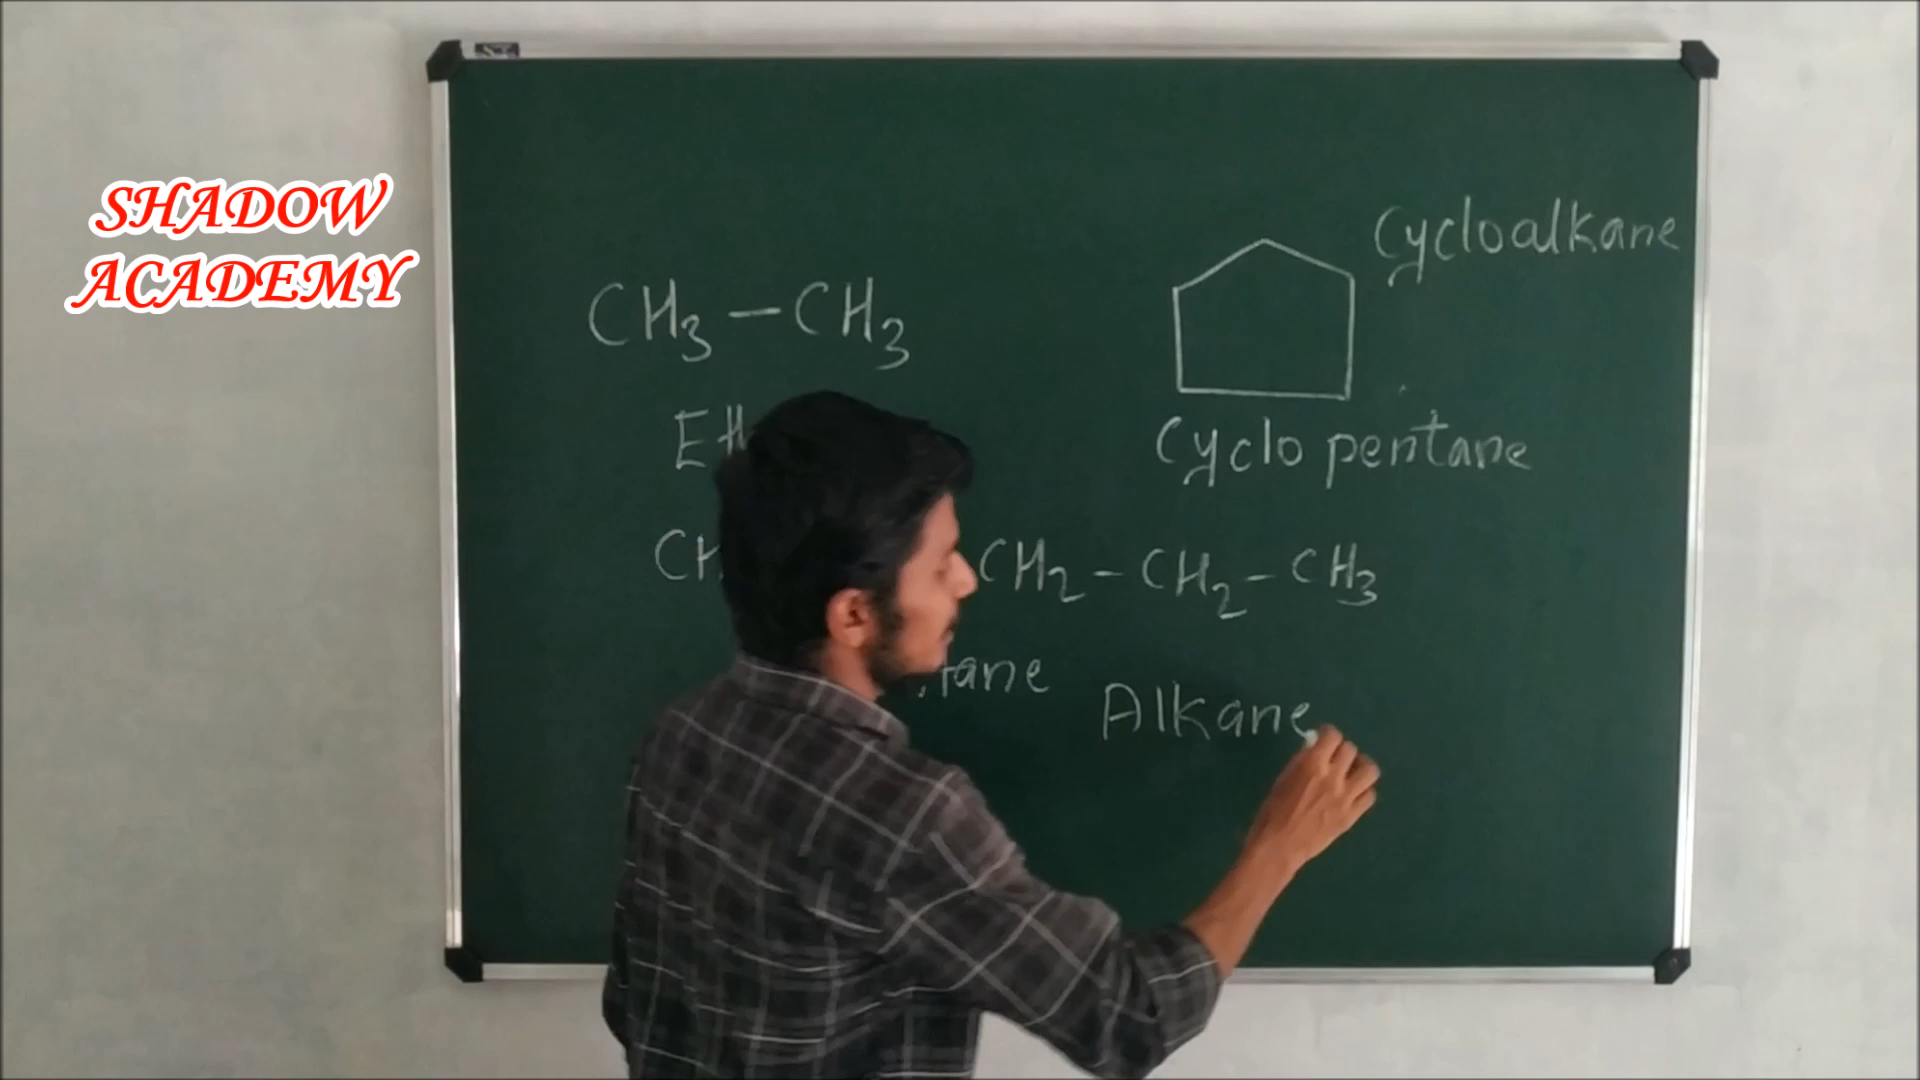 SHADOW
ACADEMY
CH3 - CH3
Cycloalkane
Cyclo pentane
CH2 - CH2 - CH3
Alkane